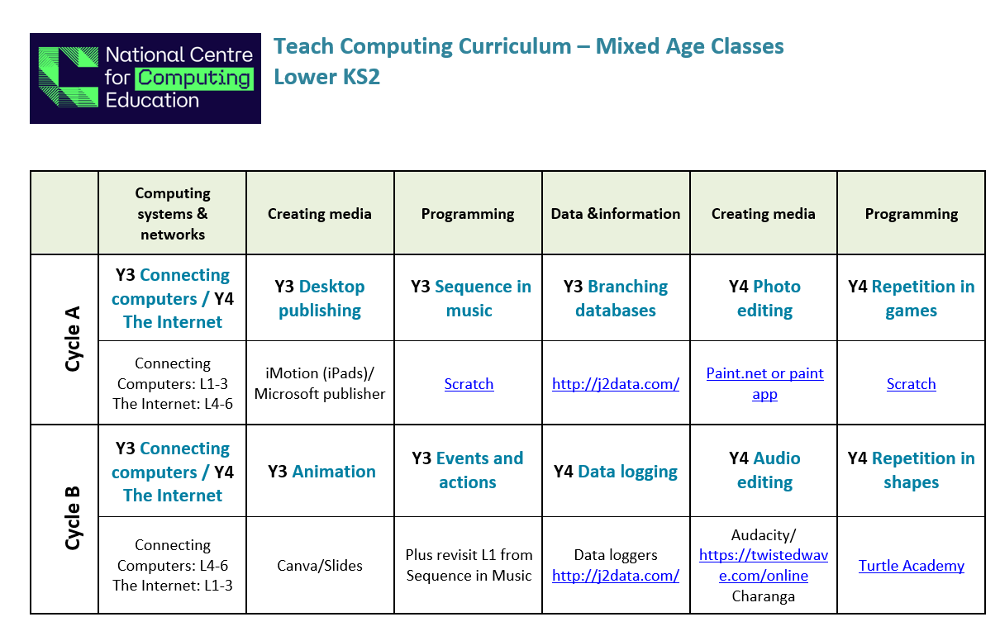 National Centre
for Computing
Education
Teach Computing Curriculum – Mixed Age Classes
Lower KS2
Computing
systems &
networks
Creating media
Programming
Data &information
Creating media
Programming
Cycle A
Y3 Connecting
computers / Y4
The Internet
Y3 Desktop
publishing
Y3 Sequence in
music
Y3 Branching
databases
Y4 Photo
editing
Y4 Repetition in
games
Connecting
Computers: L1-3
The Internet: L4-6
iMotion (iPads)/
Microsoft publisher
Scratch
http://j2data.com/
Paint.net or paint
app
Scratch
Cycle B
Y3 Connecting
computers / Y4
The Internet
Y3 Animation
Y3 Events and
actions
Y4 Data logging
Y4 Audio
editing
Y4 Repetition in
shapes
Connecting
Computers: L4-6
The Internet: L1-3
Canva/Slides
Plus revisit L1 from
Sequence in Music
Data loggers
http://j2data.com/
Audacity/
https://twistedwav
e.com/online
Charanga
Turtle Academy